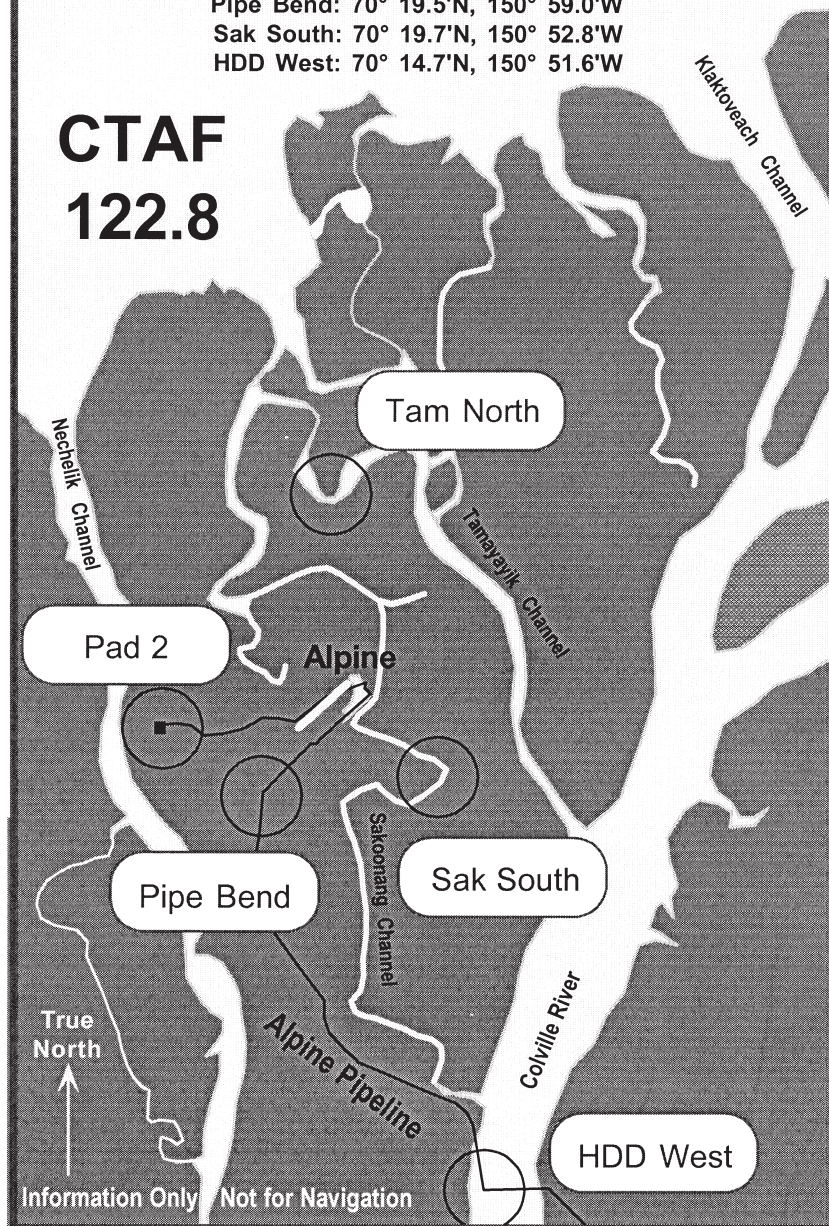 Pipe Bend: 70° 19.5'N, 150° 59.0'W
Sak South: 70° 19.7'N, 150° 52.8'W
HDD West: 70° 14.7'N, 150° 51.6'W
CTAF
122.8
Klaktoveach Channel
Tam North
Nechelik Channel
Tamayayik Channel
Pad 2
Alpine
Sakoonang Channel
Sak South
Pipe Bend
Colville River
True
North
Alpine Pipeline
HDD West
Information Only Not for Navigation